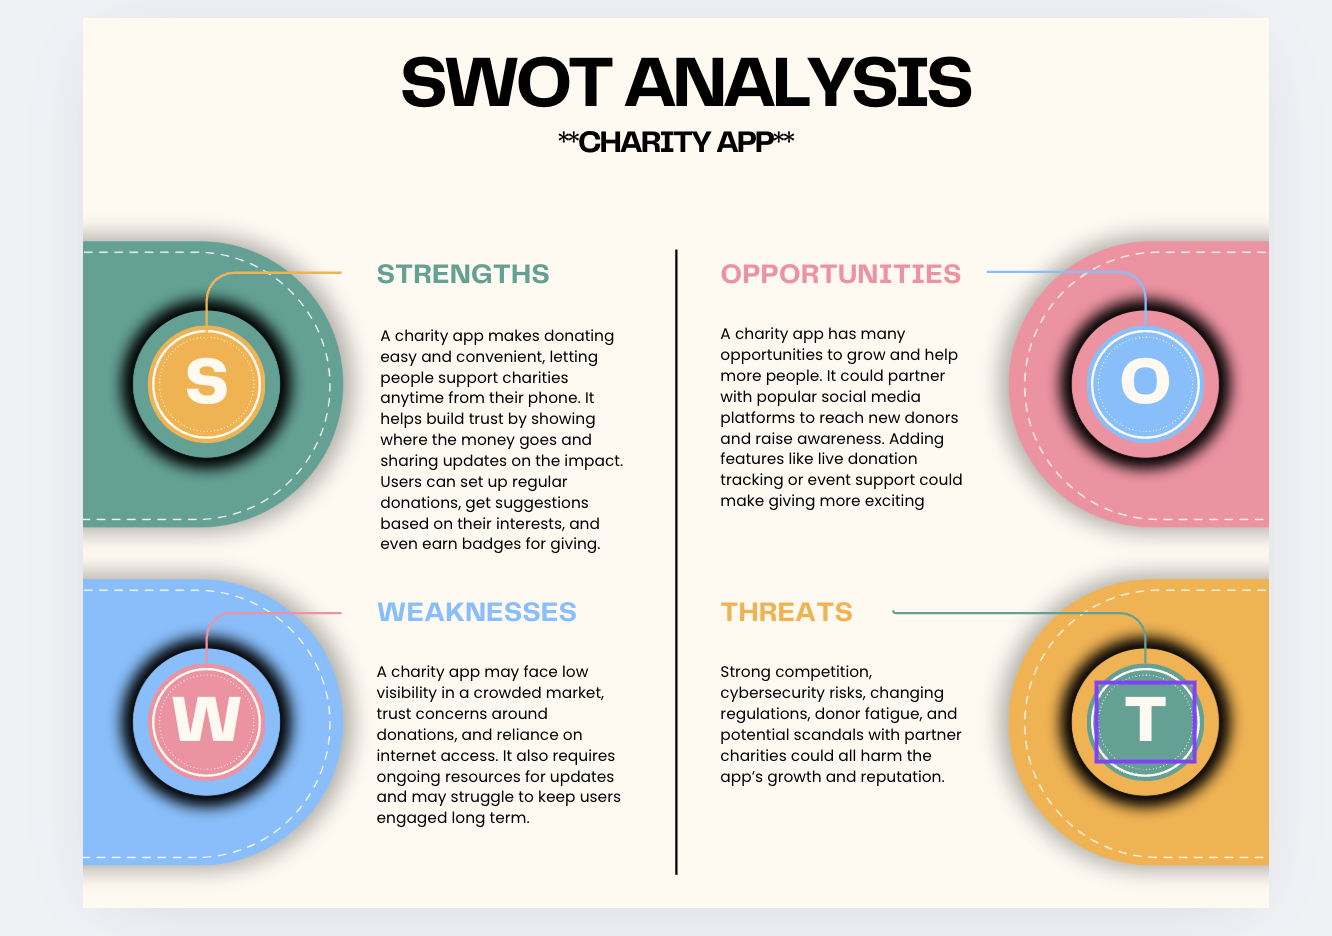 SWOT ANALYSIS
**CHARITY APP**
S
STRENGTHS
A charity app makes donating
easy and convenient, letting
people support charities
anytime from their phone. It
helps build trust by showing
where the money goes and
sharing updates on the impact.
Users can set up regular
donations, get suggestions
based on their interests, and
even earn badges for giving.
W
WEAKNESSES
A charity app may face low
visibility in a crowded market,
trust concerns around
donations, and reliance on
internet access. It also requires
ongoing resources for updates
and may struggle to keep users
engaged long term.
OPPORTUNITIES
O
A charity app has many
opportunities to grow and help
more people. It could partner
with popular social media
platforms to reach new donors
and raise awareness. Adding
features like live donation
tracking or event support could
make giving more exciting
THREATS
T
Strong competition,
cybersecurity risks, changing
regulations, donor fatigue, and
potential scandals with partner
charities could all harm the
app’s growth and reputation.